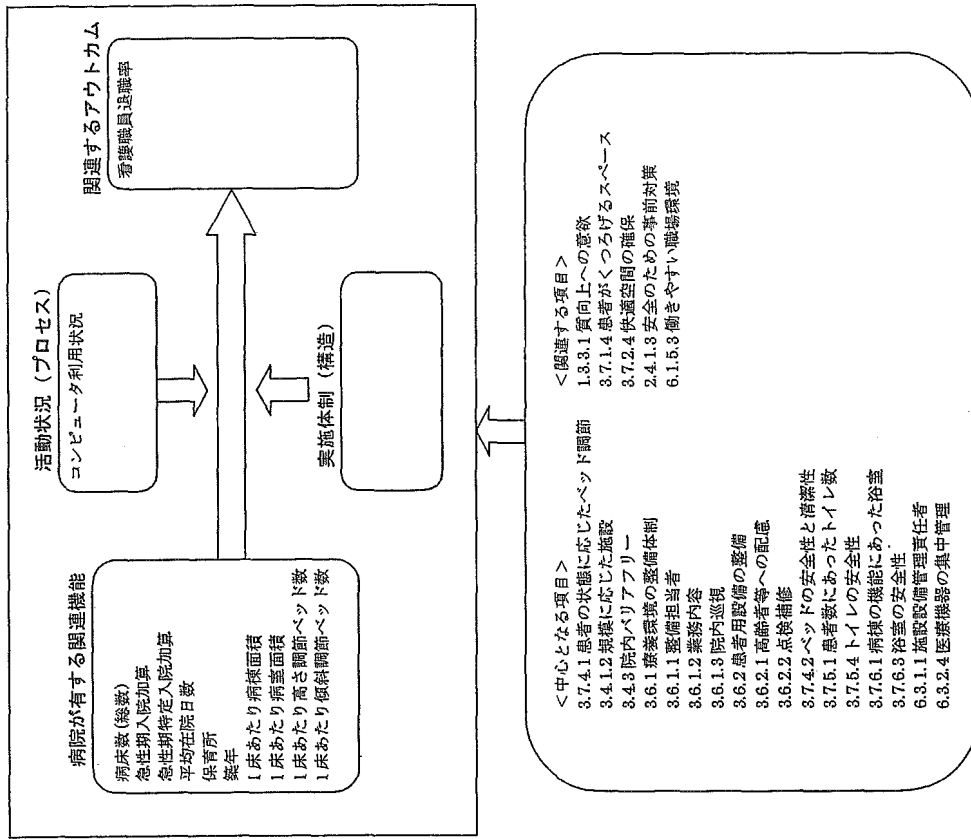 病院が有する関連機能
病床数(総数)
急性期入院加算
急性期特定入院加算
平均在院日数
保育所
築年
1床あたり病棟面積
1床あたり病室面積
1床あたり高さ調節ベッド数
1床あたり傾斜調節ベッド数
活動状況（プロセス）
コンピュータ利用状況
実施体制（構造）
関連するアウトカム
看護職員退職率
＜中心となる項目＞
3.7.4.1 患者の状態に応じたベッド調節
3.4.1.2 規模に応じた施設
3.4.3 院内バリアフリー
3.6.1 療養環境の整備体制
3.6.1.1 整備担当者
3.6.1.2 業務内容
3.6.1.3 院内巡視
3.6.2 患者用設備の整備
3.6.2.1 高齢者等への配慮
3.6.2.2 点検補修
3.7.4.2 ベッドの安全性と清潔性
3.7.5.1 患者数にあったトイレ数
3.7.5.4 トイレの安全性
3.7.6.1 病棟の機能にあった浴室
3.7.6.3 浴室の安全性
6.3.1.1 施設設備管理責任者
6.3.2.4 医療機器の集中管理
＜関連する項目＞
1.3.3.1 質向上への意欲
3.7.1.4 患者がくつろげるスペース
3.7.2.4 快適空間の確保
2.4.1.3 安全のための事前対策
6.1.5.3 働きやすい職場環境